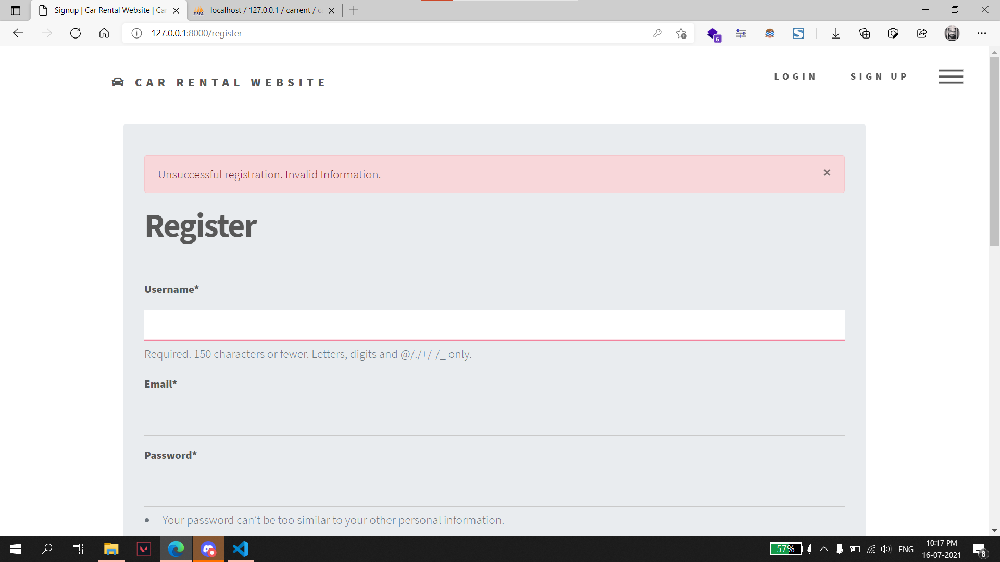 Signup | Car Rental Website | Car
localhost / 127.0.0.1 / carrent / c
127.0.0.1:8000/register
6
CAR RENTAL WEBSITE
LOGIN
SIGN UP
Unsuccessful registration. Invalid Information.
×
Register
Username*
Required. 150 characters or fewer. Letters, digits and @/./+/-/_ only.
Email*
Password*
Your password can’t be too similar to your other personal information.
57%
ENG
10:17 PM
16-07-2021
8